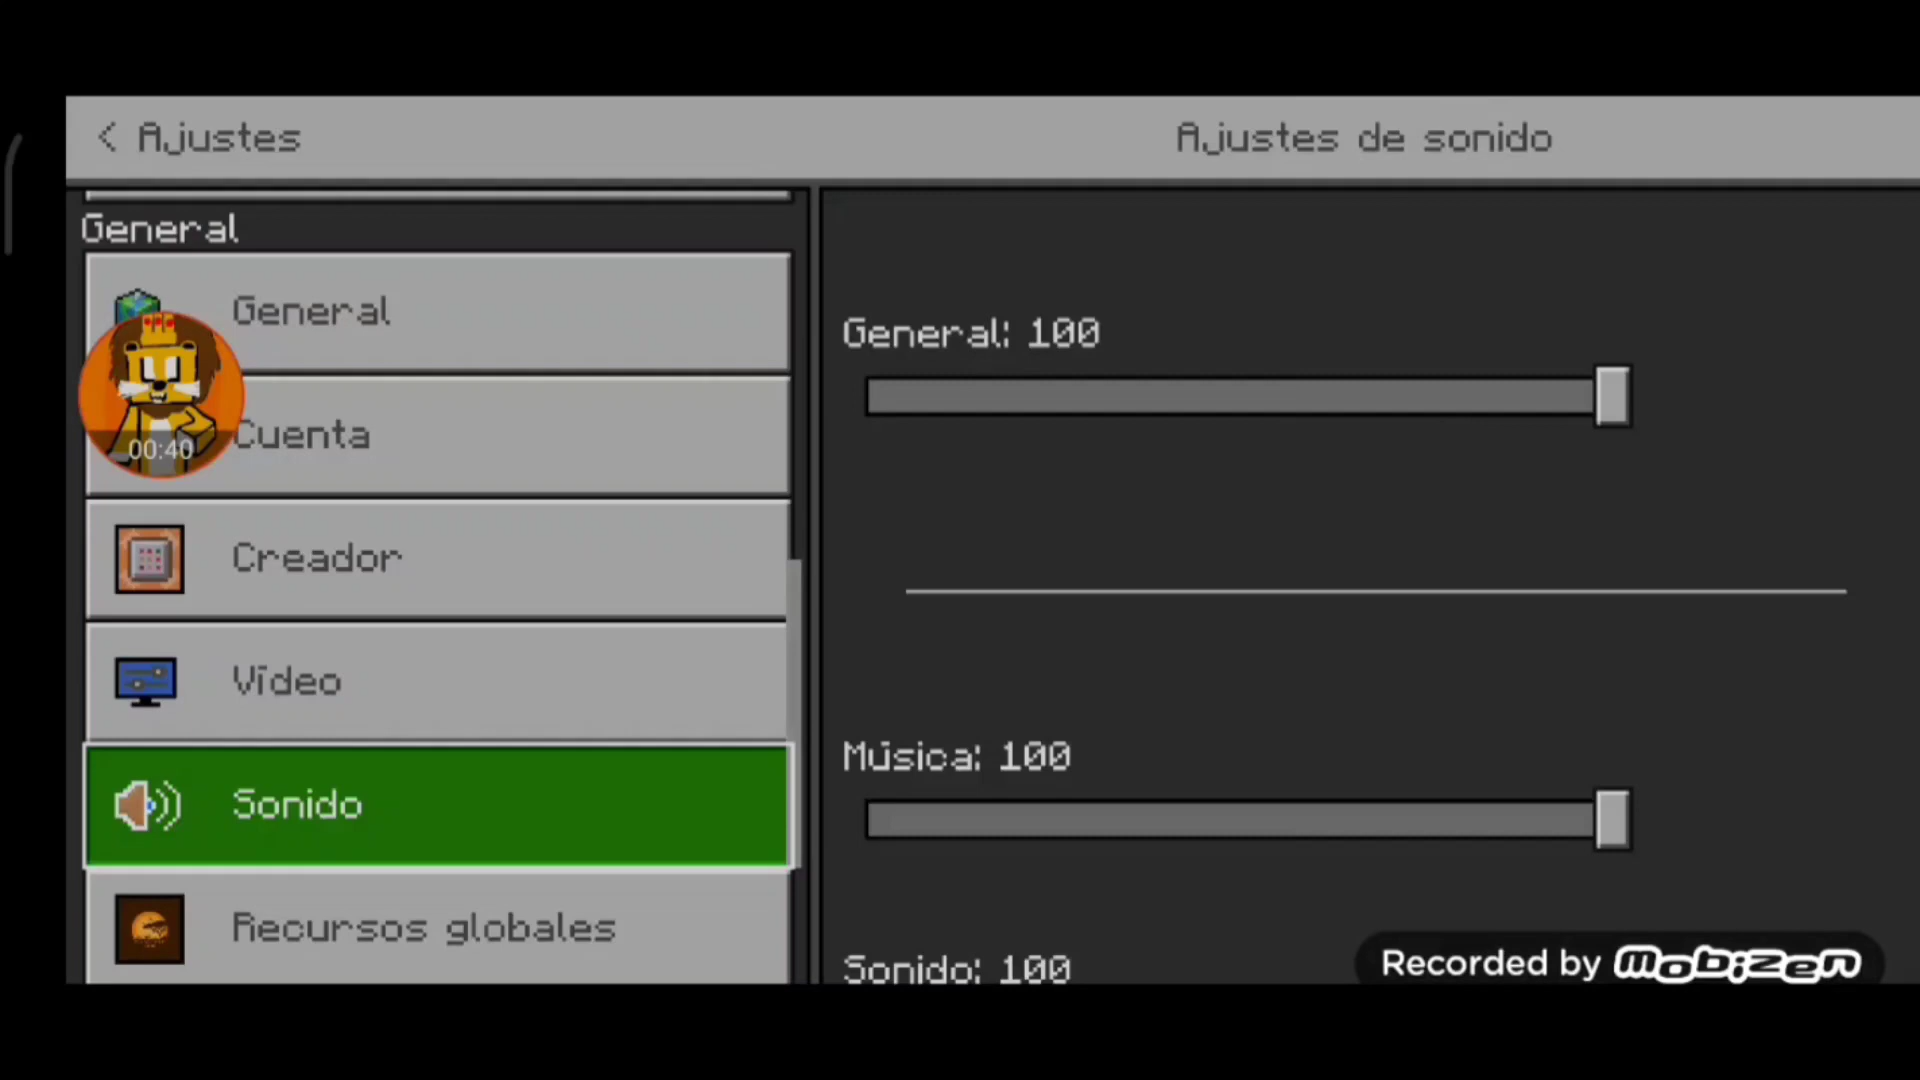 < Ajustes
Ajustes de sonido
General
General
Cuenta
Creador
Vídeo
Sonido
Recursos globales
00:40
General: 100
Música: 100
Sonido: 100
Recorded by mobizen